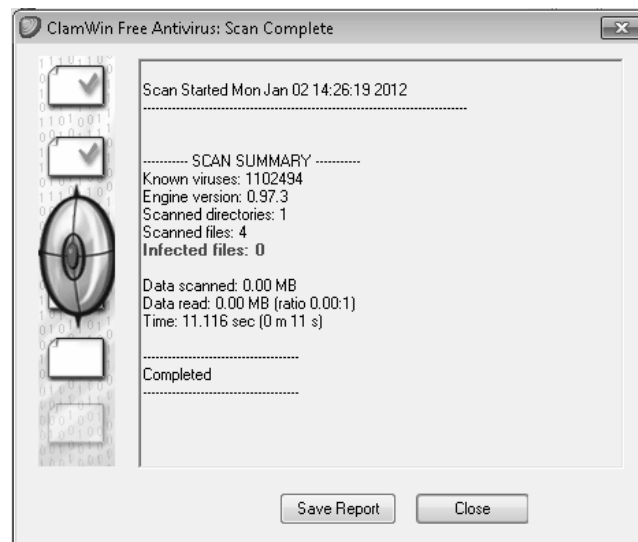 ClamWin Free Antivirus: Scan Complete
Scan Started Mon Jan 02 14:26:19 2012
--------------------------------------------------------------------------------
---------- SCAN SUMMARY ----------
Known viruses: 1102494
Engine version: 0.97.3
Scanned directories: 1
Scanned files: 4
Infected files: 0
Data scanned: 0.00 MB
Data read: 0.00 MB (ratio 0.00:1)
Time: 11.116 sec (0 m 11 s)
--------------------------------------
Completed
--------------------------------------
Save Report
Close